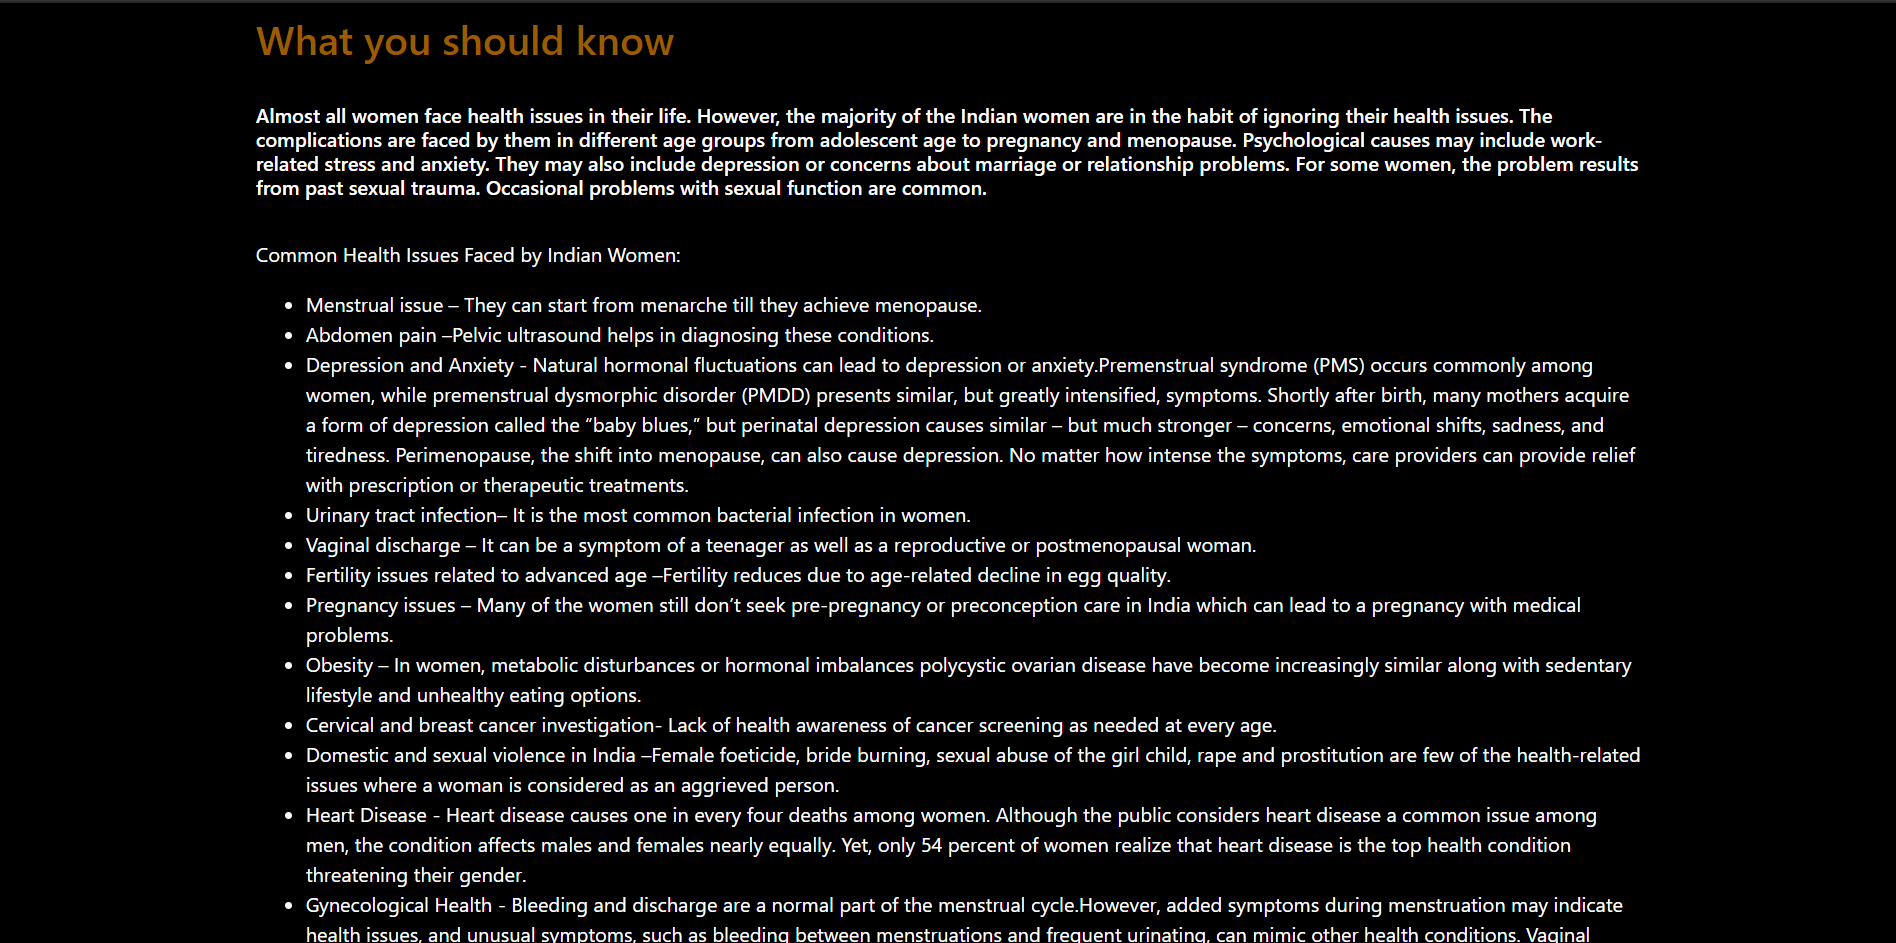 What you should know
Almost all women face health issues in their life. However, the majority of the Indian women are in the habit of ignoring their health issues. The
complications are faced by them in different age groups from adolescent age to pregnancy and menopause. Psychological causes may include work-
related stress and anxiety. They may also include depression or concerns about marriage or relationship problems. For some women, the problem results
from past sexual trauma. Occasional problems with sexual function are common.
Common Health Issues Faced by Indian Women:
• Menstrual issue – They can start from menarche till they achieve menopause.
• Abdomen pain –Pelvic ultrasound helps in diagnosing these conditions.
• Depression and Anxiety - Natural hormonal fluctuations can lead to depression or anxiety.Premenstrual syndrome (PMS) occurs commonly among
women, while premenstrual dysmorphic disorder (PMDD) presents similar, but greatly intensified, symptoms. Shortly after birth, many mothers acquire
a form of depression called the “baby blues,” but perinatal depression causes similar – but much stronger – concerns, emotional shifts, sadness, and
tiredness. Perimenopause, the shift into menopause, can also cause depression. No matter how intense the symptoms, care providers can provide relief
with prescription or therapeutic treatments.
• Urinary tract infection– It is the most common bacterial infection in women.
• Vaginal discharge – It can be a symptom of a teenager as well as a reproductive or postmenopausal woman.
• Fertility issues related to advanced age –Fertility reduces due to age-related decline in egg quality.
• Pregnancy issues – Many of the women still don’t seek pre-pregnancy or preconception care in India which can lead to a pregnancy with medical
problems.
• Obesity – In women, metabolic disturbances or hormonal imbalances polycystic ovarian disease have become increasingly similar along with sedentary
lifestyle and unhealthy eating options.
• Cervical and breast cancer investigation- Lack of health awareness of cancer screening as needed at every age.
• Domestic and sexual violence in India –Female foeticide, bride burning, sexual abuse of the girl child, rape and prostitution are few of the health-related
issues where a woman is considered as an aggrieved person.
• Heart Disease - Heart disease causes one in every four deaths among women. Although the public considers heart disease a common issue among
men, the condition affects males and females nearly equally. Yet, only 54 percent of women realize that heart disease is the top health condition
threatening their gender.
• Gynecological Health - Bleeding and discharge are a normal part of the menstrual cycle.However, added symptoms during menstruation may indicate
health issues, and unusual symptoms, such as bleeding between menstruations and frequent urinating, can mimic other health conditions. Vaginal